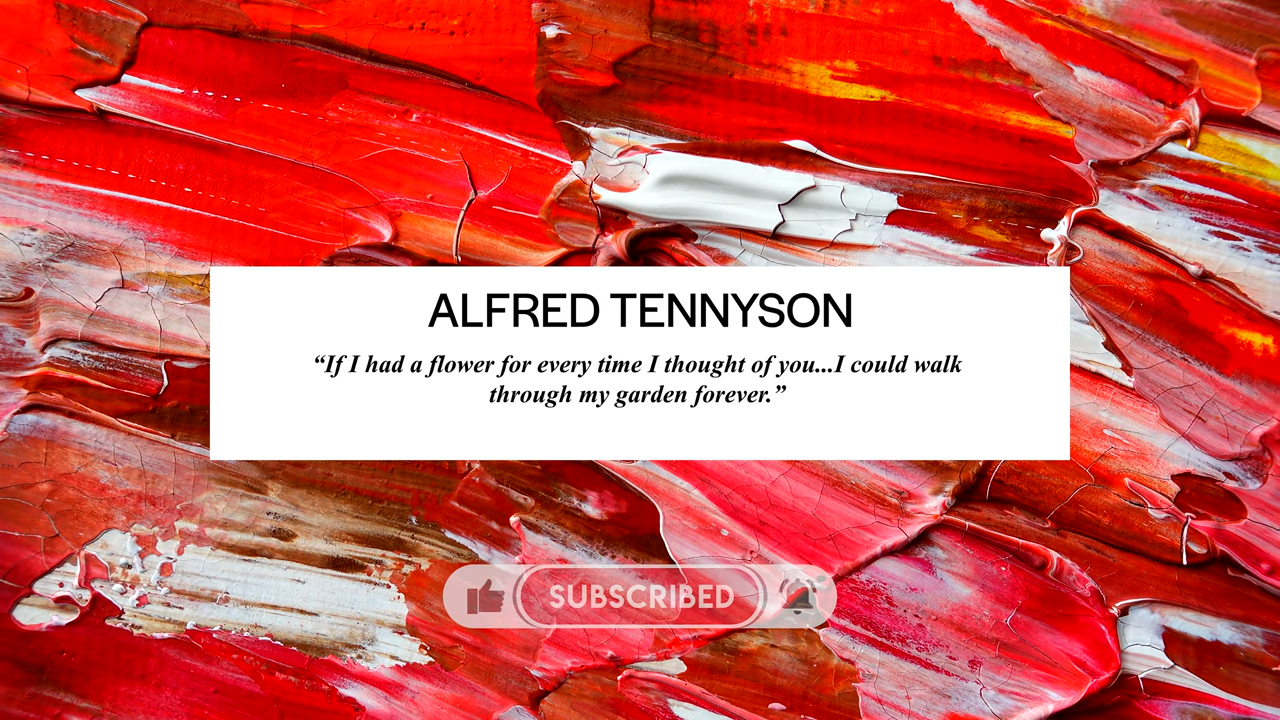 ALFRED TENNYSON
“If I had a flower for every time I thought of you...I could walk
through my garden forever.”
SUBSCRIBED